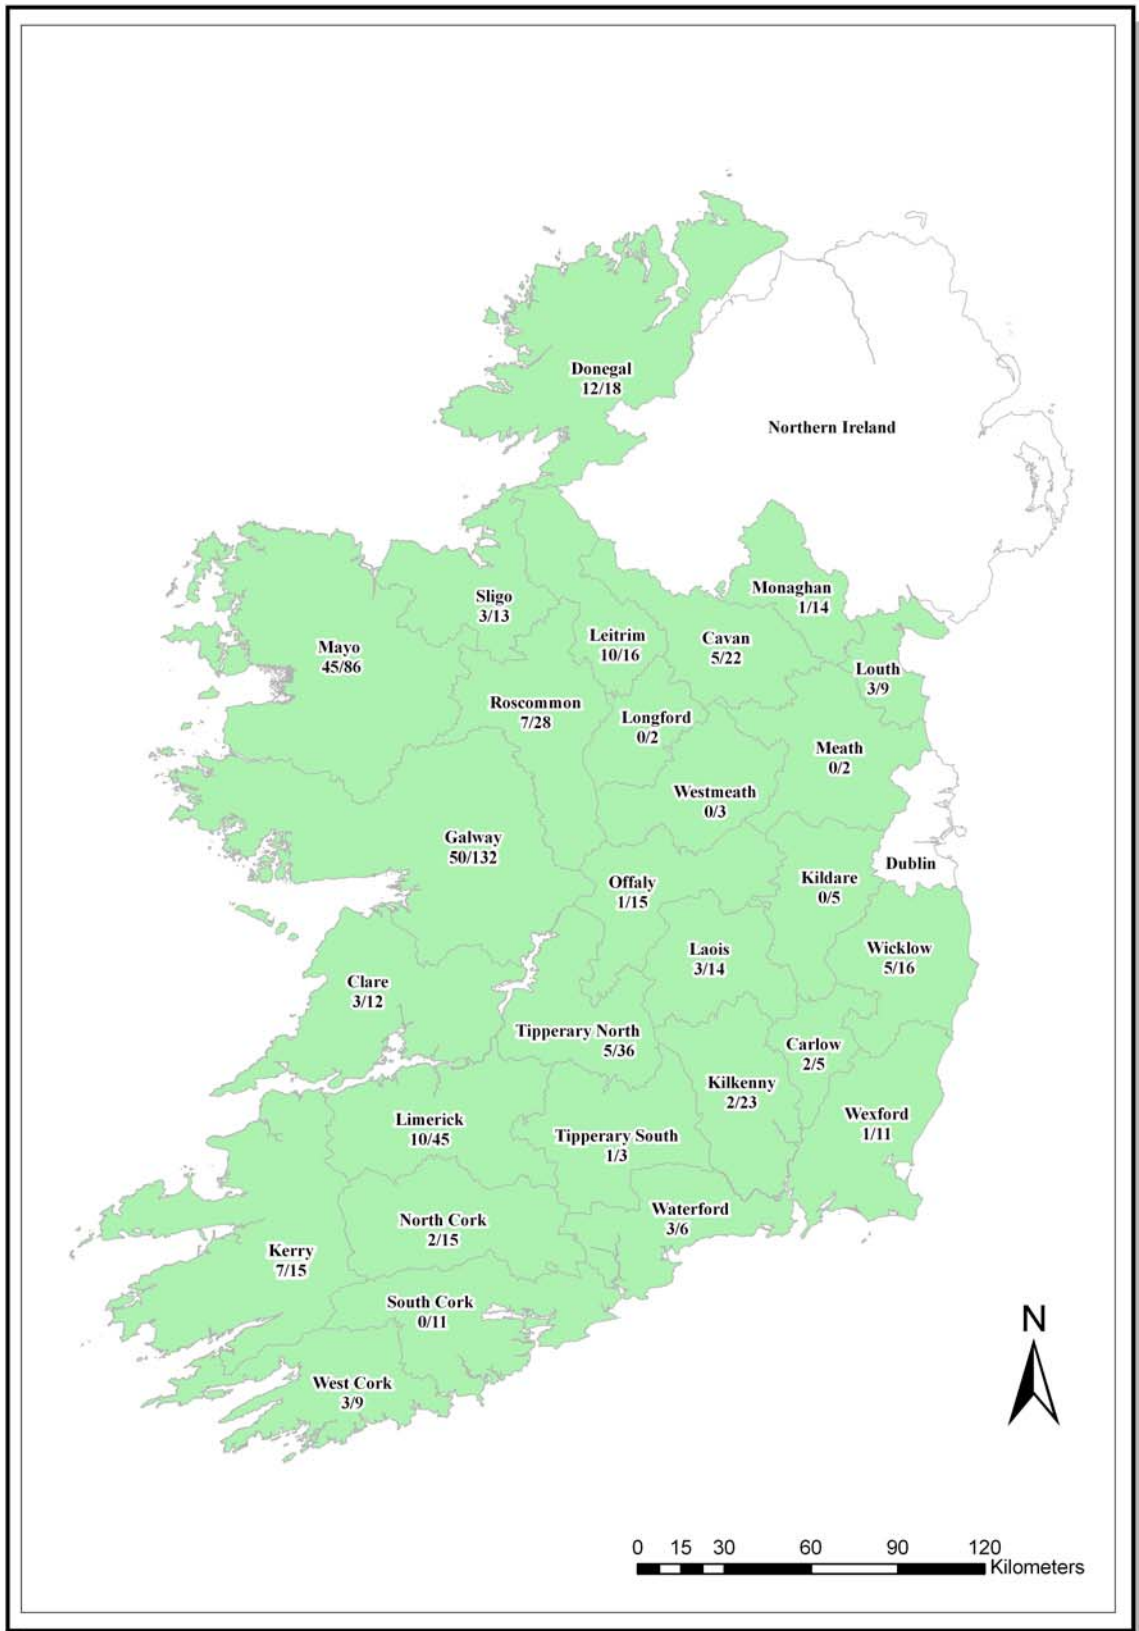 Donegal
12/18
Northern Ireland
Monaghan
1/14
Sligo
3/13
Leitrim
10/16
Cavan
5/22
Mayo
45/86
Louth
3/9
Roscommon
7/28
Longford
0/2
Meath
0/2
Westmeath
0/3
Galway
50/132
Dublin
Offaly
1/15
Kildare
0/5
Laois
3/14
Wicklow
5/16
Clare
3/12
Tipperary North
5/36
Carlow
2/5
Kilkenny
2/23
Limerick
10/45
Wexford
1/11
Tipperary South
1/3
Waterford
3/6
North Cork
2/15
Kerry
7/15
South Cork
0/11
West Cork
3/9
N
0 15 30 60 90 120
Kilometers